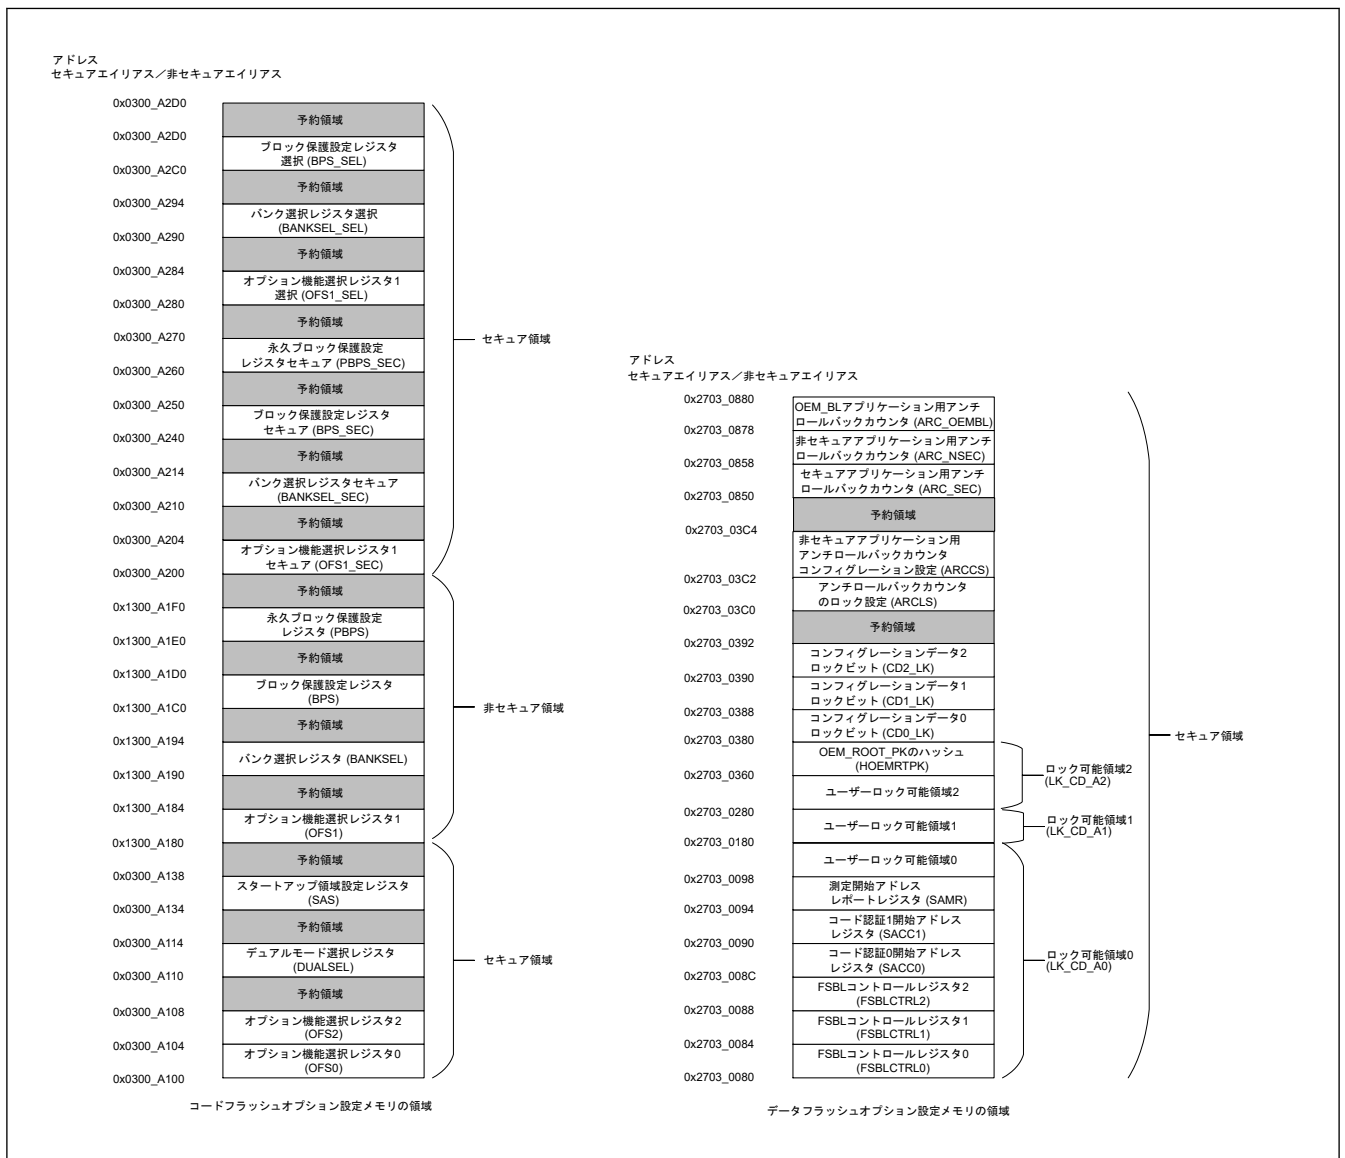 アドレス
セキュアエイリアス／非セキュアエイリアス
0x0300_A2D0
予約領域
0x0300_A2D0
ブロック保護設定レジスタ
選択 (BPS_SEL)
0x0300_A2C0
予約領域
0x0300_A294
バンク選択レジスタ選択
(BANKSEL_SEL)
0x0300_A290
予約領域
0x0300_A284
オプション機能選択レジスタ1
選択 (OFS1_SEL)
0x0300_A280
予約領域
0x0300_A270
永久ブロック保護設定
レジスタセキュア (PBPS_SEC)
0x0300_A260
予約領域
0x0300_A250
ブロック保護設定レジスタ
セキュア (BPS_SEC)
0x0300_A240
予約領域
0x0300_A214
バンク選択レジスタセキュア
(BANKSEL_SEC)
0x0300_A210
予約領域
0x0300_A204
オプション機能選択レジスタ1
セキュア (OFS1_SEC)
0x0300_A200
セキュア領域
予約領域
0x1300_A1F0
永久ブロック保護設定
レジスタ (PBPS)
0x1300_A1E0
予約領域
0x1300_A1D0
ブロック保護設定レジスタ
(BPS)
0x1300_A1C0
予約領域
0x1300_A194
バンク選択レジスタ (BANKSEL)
0x1300_A190
予約領域
0x1300_A184
オプション機能選択レジスタ1
(OFS1)
0x1300_A180
非セキュア領域
予約領域
0x0300_A138
スタートアップ領域設定レジスタ
(SAS)
0x0300_A134
予約領域
0x0300_A114
デュアルモード選択レジスタ
(DUALSEL)
0x0300_A110
予約領域
0x0300_A108
オプション機能選択レジスタ2
(OFS2)
0x0300_A104
オプション機能選択レジスタ0
(OFS0)
0x0300_A100
セキュア領域
コードフラッシュオプション設定メモリの領域
アドレス
セキュアエイリアス／非セキュアエイリアス
0x2703_0880
OEM_BLアプリケーション用アンチ
ロールバックカウンタ (ARC_OEMBL)
0x2703_0878
非セキュアアプリケーション用アンチ
ロールバックカウンタ (ARC_NSEC)
0x2703_0858
セキュアアプリケーション用アンチ
ロールバックカウンタ (ARC_SEC)
0x2703_0850
予約領域
0x2703_03C4
非セキュアアプリケーション用
アンチロールバックカウンタ
コンフィグレーション設定 (ARCCS)
0x2703_03C2
アンチロールバックカウンタ
のロック設定 (ARCLS)
0x2703_03C0
予約領域
0x2703_0392
コンフィグレーションデータ2
ロックビット (CD2_LK)
0x2703_0390
コンフィグレーションデータ1
ロックビット (CD1_LK)
0x2703_0388
コンフィグレーションデータ0
ロックビット (CD0_LK)
0x2703_0380
OEM_ROOT_PKのハッシュ
(HOEMRTPK)
0x2703_0360
ユーザーロック可能領域2
0x2703_0280
ロック可能領域2
(LK_CD_A2)
ユーザーロック可能領域1
0x2703_0180
ロック可能領域1
(LK_CD_A1)
ユーザーロック可能領域0
0x2703_0098
測定開始アドレス
レポートレジスタ (SAMR)
0x2703_0094
コード認証1開始アドレス
レジスタ (SACC1)
0x2703_0090
コード認証0開始アドレス
レジスタ (SACC0)
0x2703_008C
FSBLコントロールレジスタ2
(FSBLCTRL2)
0x2703_0088
FSBLコントロールレジスタ1
(FSBLCTRL1)
0x2703_0084
FSBLコントロールレジスタ0
(FSBLCTRL0)
0x2703_0080
ロック可能領域0
(LK_CD_A0)
セキュア領域
データフラッシュオプション設定メモリの領域